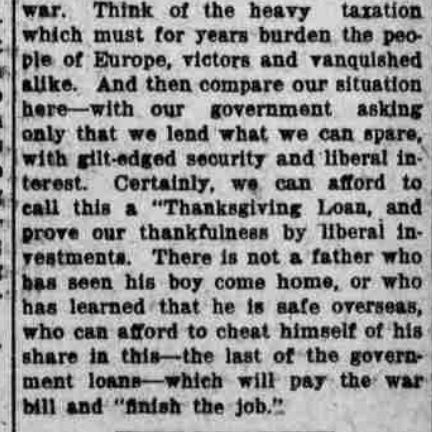 war. Think of the heavy taxation
which must for years burden the peo-
ple of Europe, victors and vanquished
alike. And then compare our situation
here—with our government asking
only that we lend what we can spare,
with gilt-edged security and liberal in-
terest. Certainly, we can afford to
call this a "Thanksgiving Loan, and
prove our thankfulness by liberal in-
vestments. There is not a father who
has seen his boy come home, or who
has learned that he is safe overseas,
who can afford to cheat himself of his
share in this—the last of the govern-
ment loans—which will pay the war
bill and "finish the job."